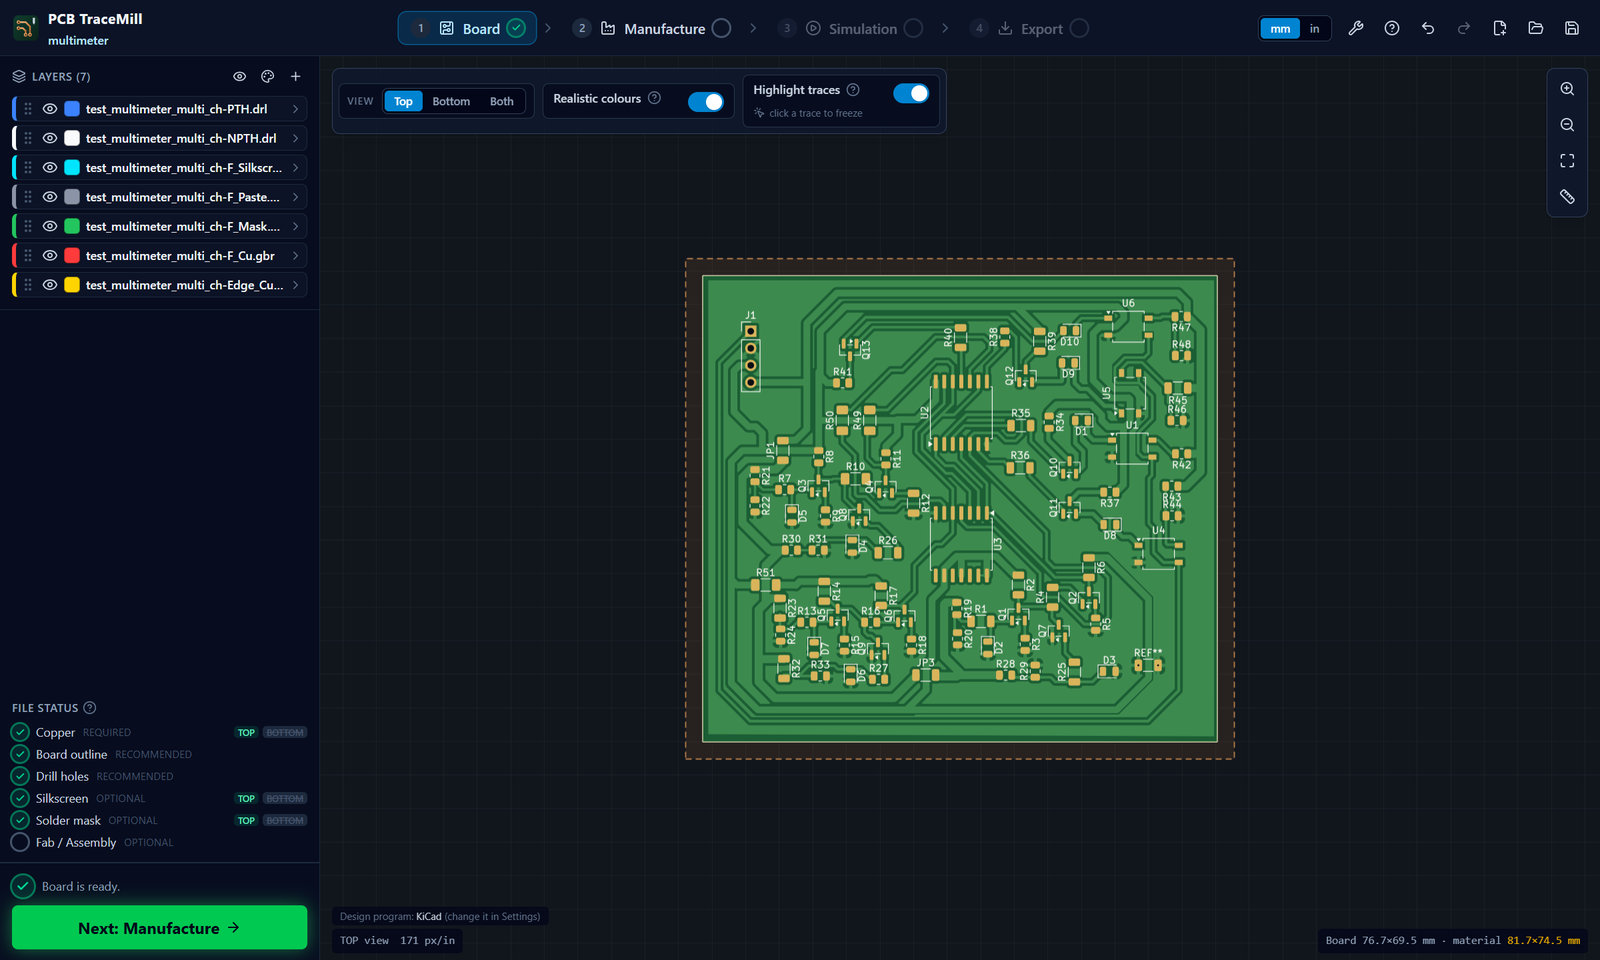 PCB TraceMill
multimeter
1 Board
2 Manufacture
3 Simulation
4 Export
mm in
LAYERS (7)
test_multimeter_multi_ch-PTH.drl
test_multimeter_multi_ch-NPTH.drl
test_multimeter_multi_ch-F_Silkscr...
test_multimeter_multi_ch-F_Paste....
test_multimeter_multi_ch-F_Mask....
test_multimeter_multi_ch-F_Cu.gbr
test_multimeter_multi_ch-Edge_Cu...
VIEW Top Bottom Both
Realistic colours
Highlight traces
click a trace to freeze
J1
U6
R47
R40
R38
R39
D10
Q13
R48
R41
Q12
D9
U5
R45
R46
R50
R49
U2
R35
R34
D1
U1
JP1
R8
R11
R36
Q10
R42
R21
R7
Q3
R10
Q4
R22
D5
R9
Q8
R12
Q11
R37
R43
R44
D8
U4
R30
R31
D4
R26
U3
R6
R51
R14
R17
R2
R4
Q2
R23
R13
Q5
R16
Q6
R19
R1
Q1
R5
R24
D7
R15
Q9
R18
R20
D2
R3
Q7
R32
R33
D6
R27
JP3
R28
R29
R25
D3
REF**
FILE STATUS
Copper REQUIRED TOP BOTTOM
Board outline RECOMMENDED
Drill holes RECOMMENDED
Silkscreen OPTIONAL TOP BOTTOM
Solder mask OPTIONAL TOP BOTTOM
Fab / Assembly OPTIONAL
Board is ready.
Next: Manufacture →
Design program: KiCad (change it in Settings)
TOP view 171 px/in
Board 76.7×69.5 mm · material 81.7×74.5 mm